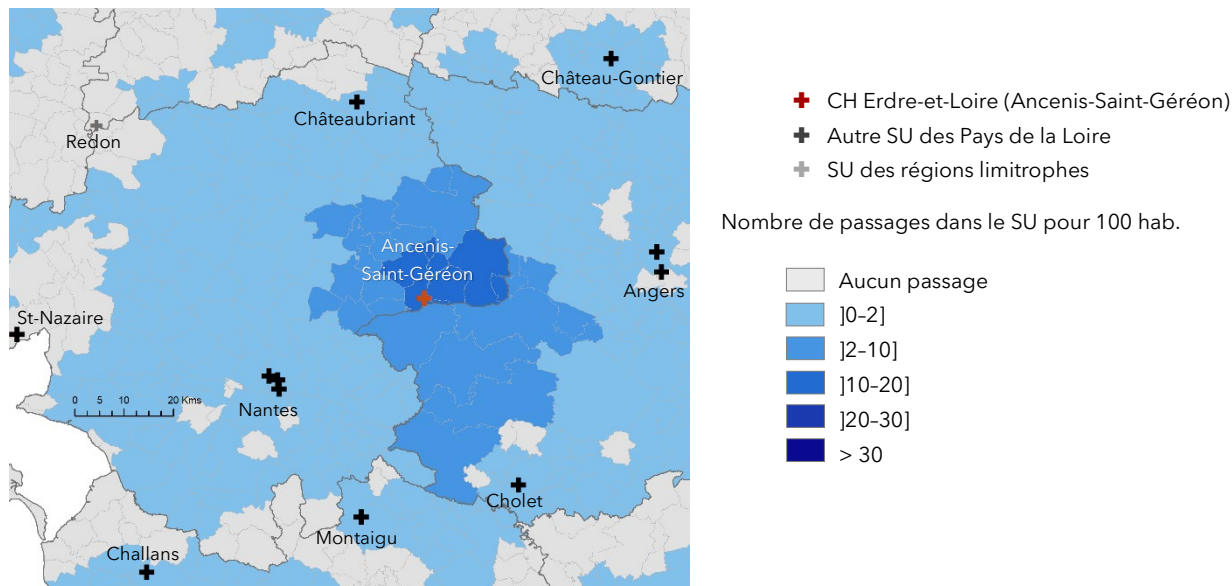 Château-Gontier
Châteaubriant
Redon
Ancenis-
Saint-Géréon
Angers
St-Nazaire
0 5 10 20 Kms
Nantes
Cholet
Montaigu
Challans
CH Erdre-et-Loire (Ancenis-Saint-Géréon)
Autre SU des Pays de la Loire
SU des régions limitrophes
Nombre de passages dans le SU pour 100 hab.
Aucun passage
]0–2]
]2–10]
]10–20]
]20–30]
> 30